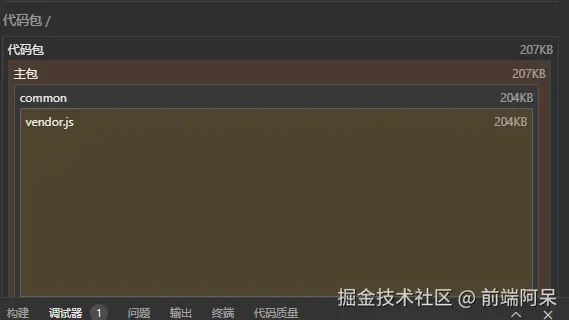 代码包 /
代码包 207KB
主包 207KB
common 204KB
vendor.js 204KB
掘金技术社区 @ 前端阿呆
构建 调试器 1 问题 输出 终端 代码质量